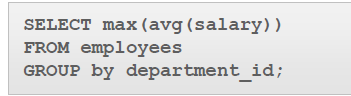 SELECT max(avg(salary))
FROM employees
GROUP by department_id;